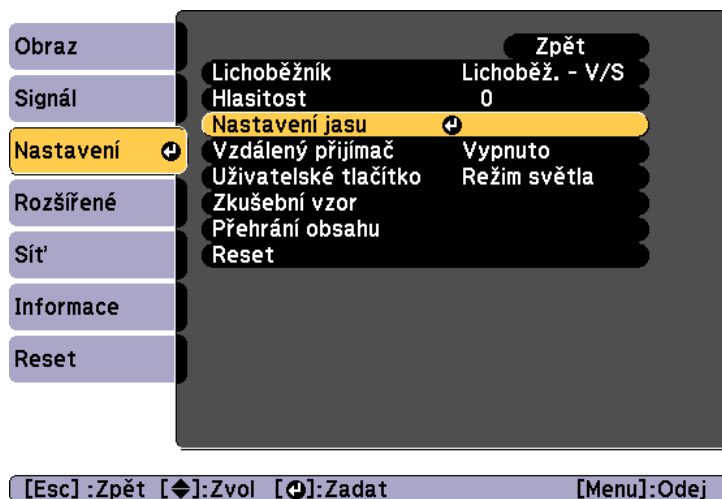 Obraz
Signál
Nastavení
Rozšířené
Síť
Informace
Reset
Zpět
Lichoběžník Lichoběž. - V/S
Hlasitost 0
Nastavení jasu
Vzdálený přijímač Vypnuto
Uživatelské tlačítko Režim světla
Zkušební vzor
Přehrání obsahu
Reset
[Esc] :Zpět [◆]:Zvol [⏎]:Zadat [Menu]:Odej